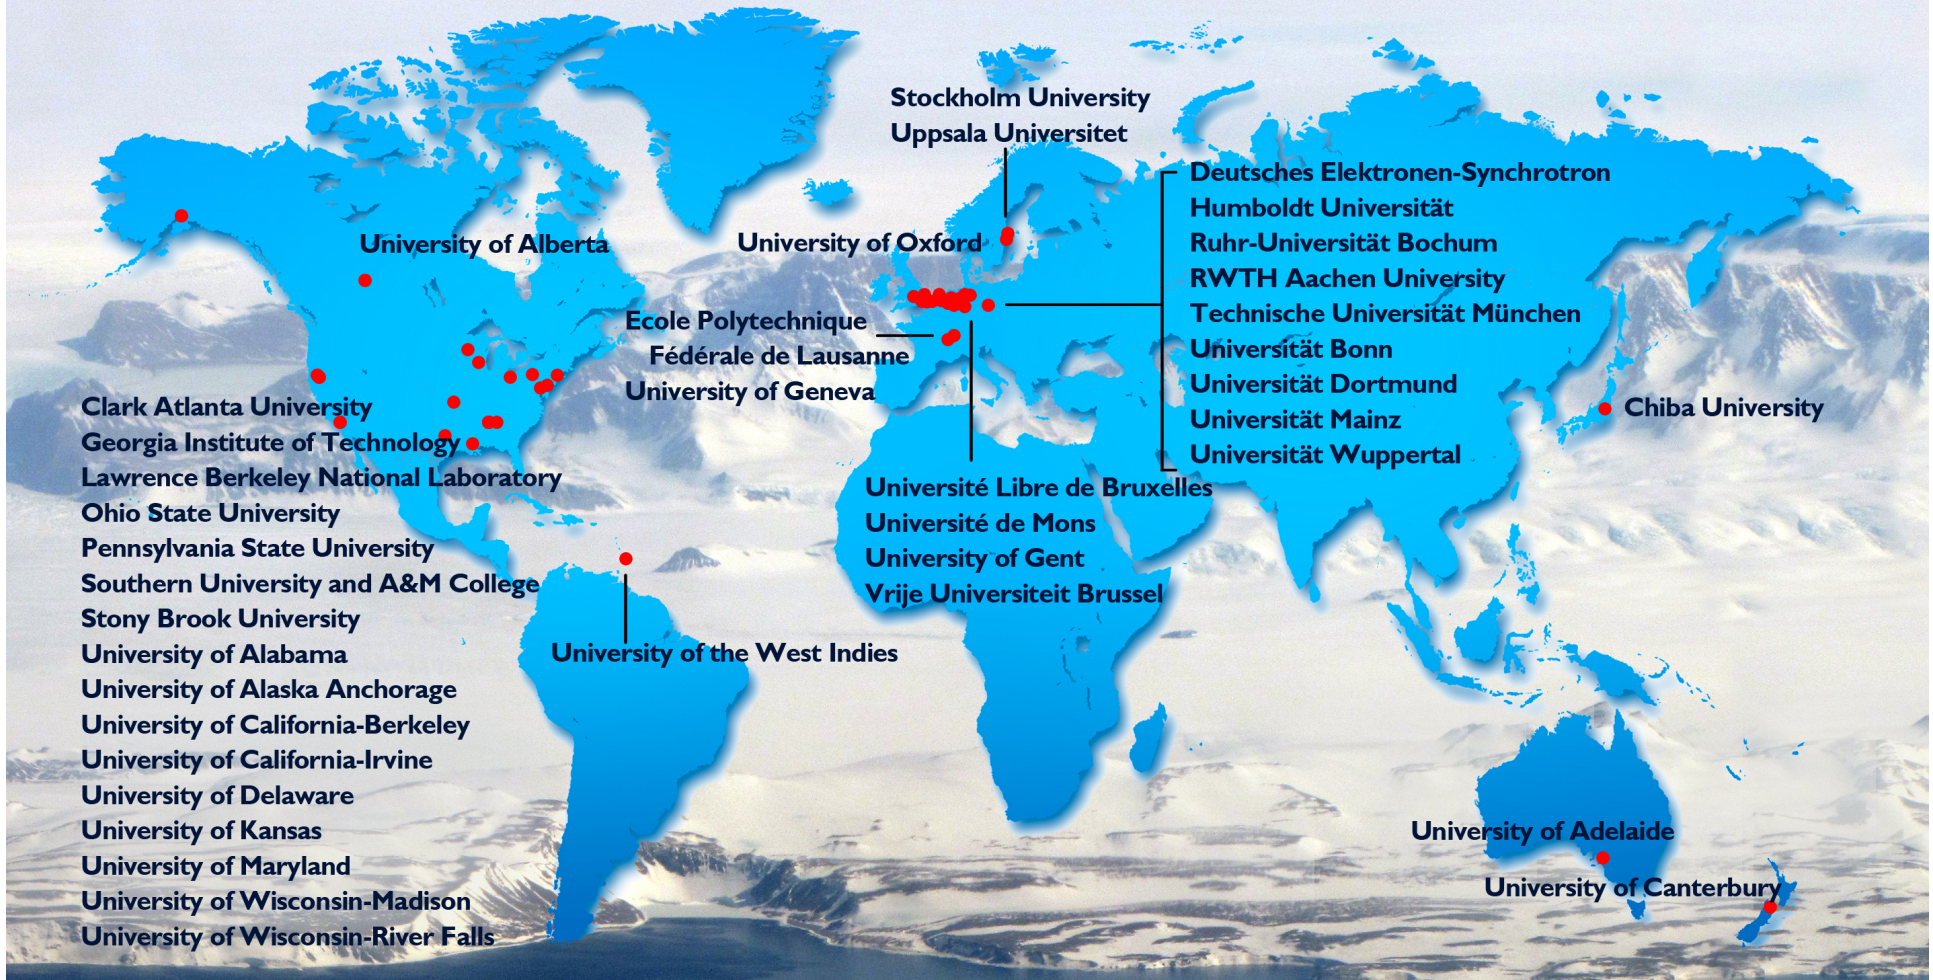 Stockholm University
Uppsala Universitet
Deutsches Elektronen-Synchrotron
Humboldt Universität
Ruhr-Universität Bochum
RWTH Aachen University
Technische Universität München
Universität Bonn
Universität Dortmund
Universität Mainz
Universität Wuppertal
University of Alberta
University of Oxford
Ecole Polytechnique
Fédérale de Lausanne
University of Geneva
Chiba University
Clark Atlanta University
Georgia Institute of Technology
Lawrence Berkeley National Laboratory
Ohio State University
Pennsylvania State University
Southern University and A&M College
Stony Brook University
University of Alabama
University of Alaska Anchorage
University of California-Berkeley
University of California-Irvine
University of Delaware
University of Kansas
University of Maryland
University of Wisconsin-Madison
University of Wisconsin-River Falls
Université Libre de Bruxelles
Université de Mons
University of Gent
Vrije Universiteit Brussel
University of the West Indies
University of Adelaide
University of Canterbury